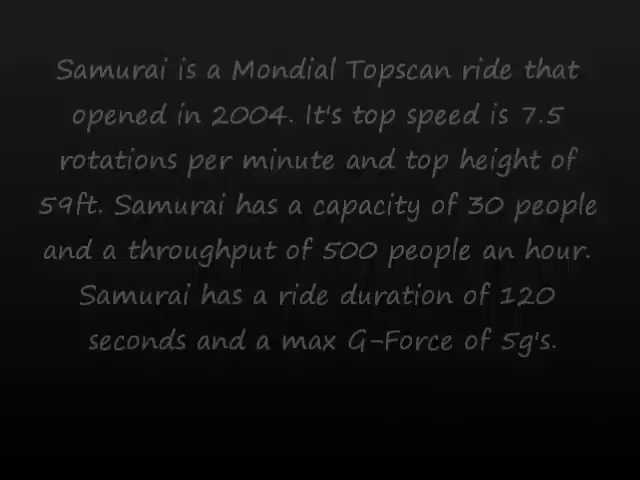 Samurai is a Mondial Topscan ride that
opened in 2004. It's top speed is 7.5
rotations per minute and top height of
59ft. Samurai has a capacity of 30 people
and a throughput of 500 people an hour.
Samurai has a ride duration of 120
seconds and a max G-Force of 5g's.